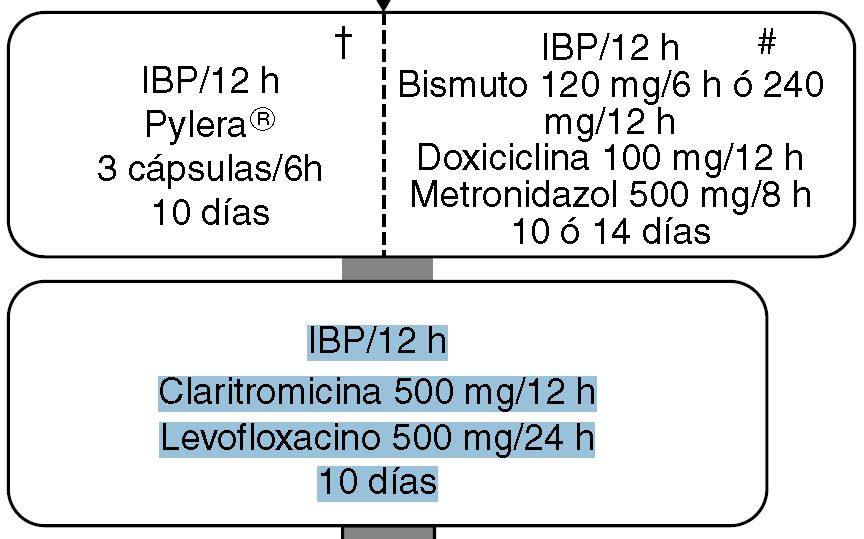 †
IBP/12 h
Pylera®
3 cápsulas/6h
10 días
IBP/12 h #
Bismuto 120 mg/6 h ó 240
mg/12 h
Doxiciclina 100 mg/12 h
Metronidazol 500 mg/8 h
10 ó 14 días
IBP/12 h
Claritromicina 500 mg/12 h
Levofloxacino 500 mg/24 h
10 días